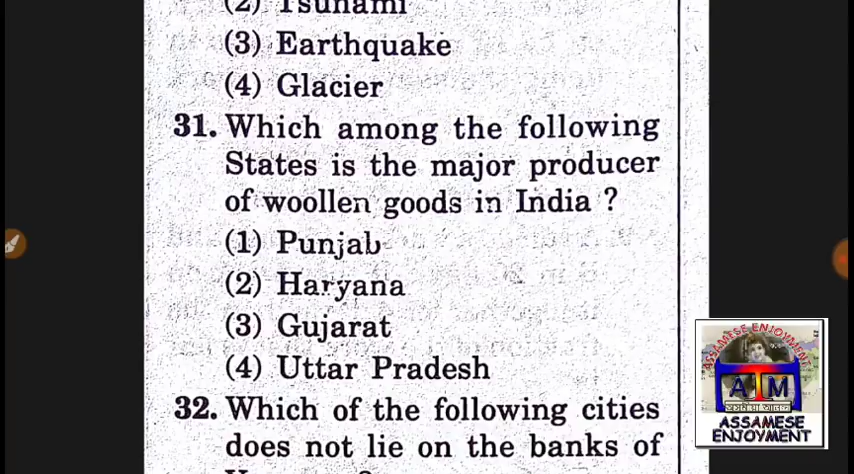 (2) Tsunami
(3) Earthquake
(4) Glacier
31. Which among the following
States is the major producer
of woollen goods in India ?
(1) Punjab
(2) Haryana
(3) Gujarat
(4) Uttar Pradesh
32. Which of the following cities
does not lie on the banks of
ASSAMESE ENJOYMENT
ATM
ASSAMESE
ENJOYMENT